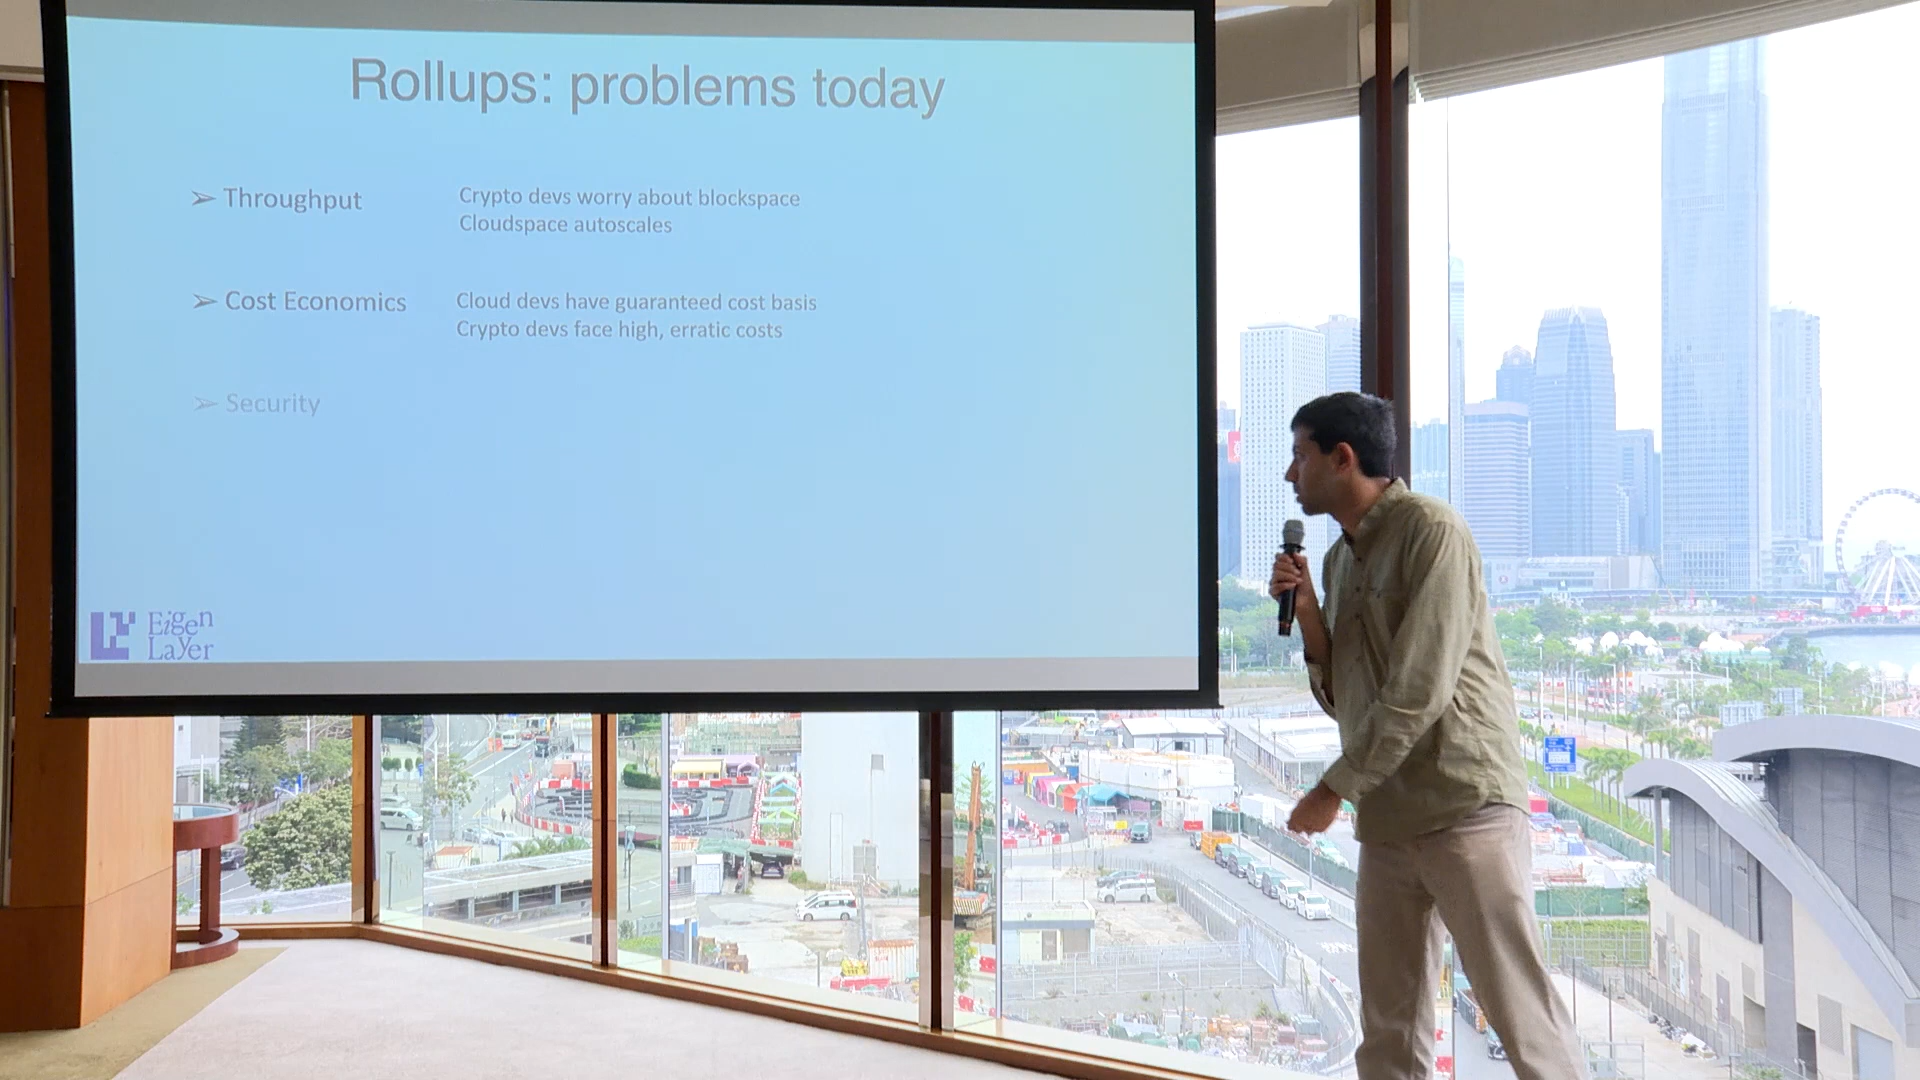 Rollups: problems today
➢ Throughput
Crypto devs worry about blockspace
Cloudspace autoscales
➢ Cost Economics
Cloud devs have guaranteed cost basis
Crypto devs face high, erratic costs
➢ Security
Eigen
Layer